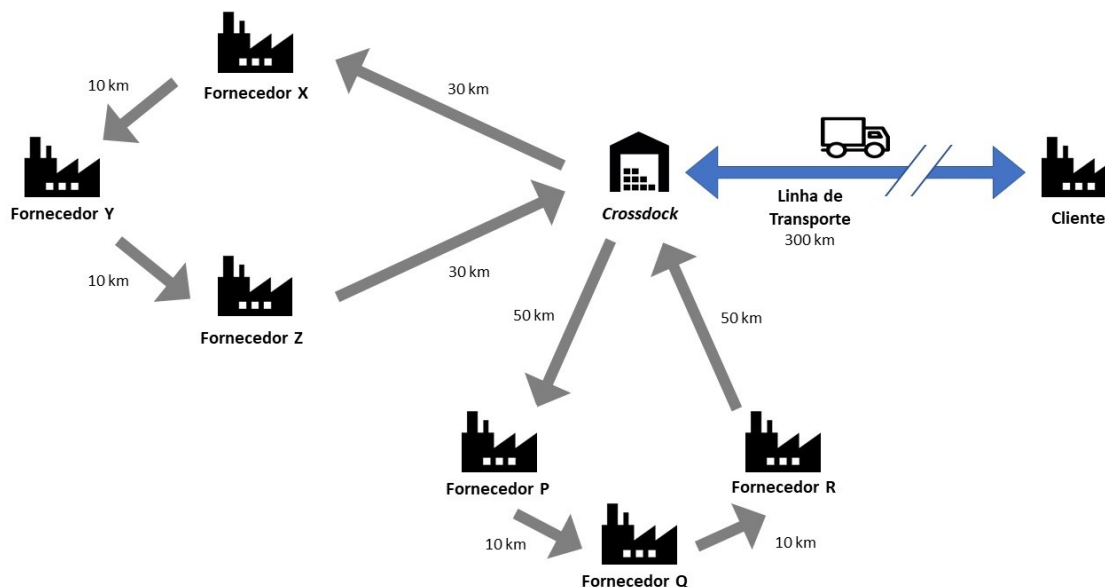 Fornecedor X
10 km
30 km
Fornecedor Y
10 km
Fornecedor Z
30 km
Crossdock
Linha de
Transporte
300 km
Cliente
50 km
50 km
Fornecedor P
Fornecedor R
10 km
10 km
Fornecedor Q